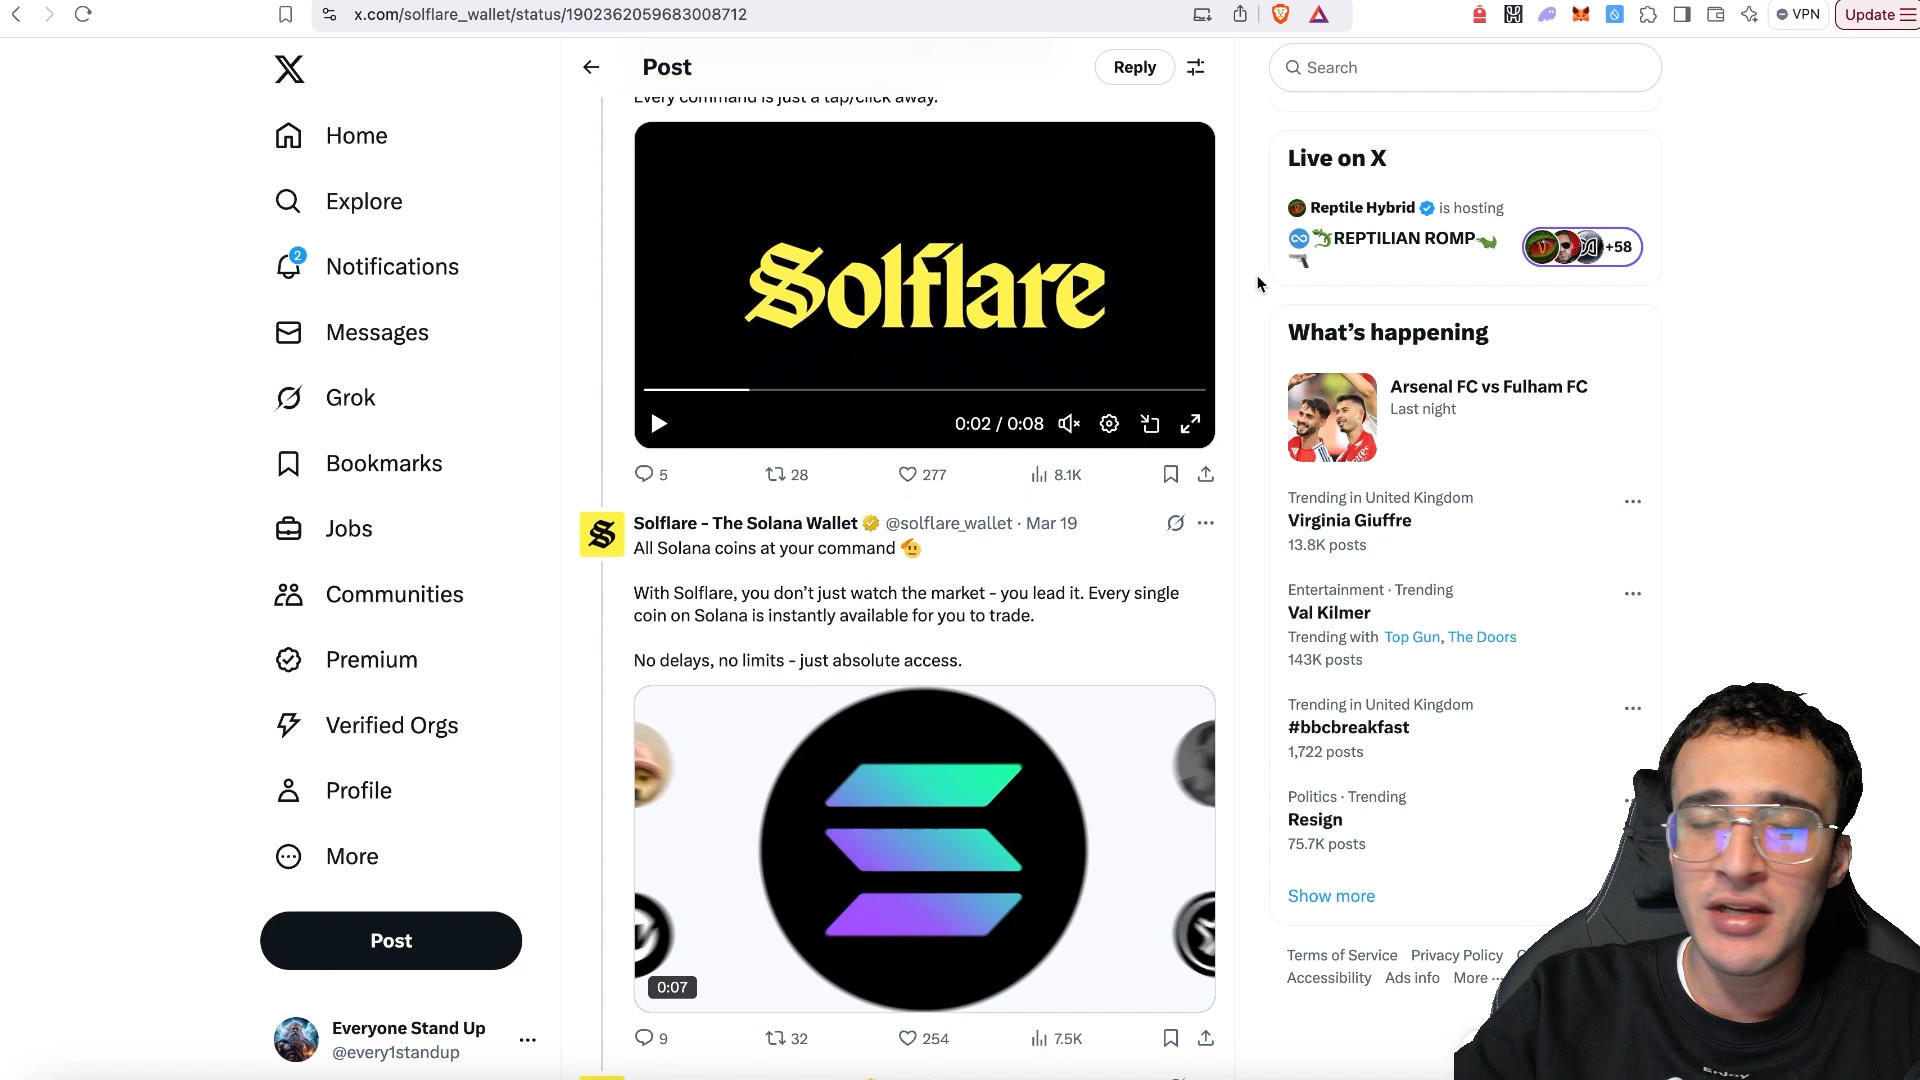 x.com/solflare_wallet/status/1902362059683008712
VPN
Update
Post
Reply
Search
Home
Explore
2
Notifications
Messages
Grok
Bookmarks
Jobs
Communities
Premium
Verified Orgs
Profile
More
Post
Everyone Stand Up
@every1standup
Every command is just a tap/click away.
Solflare
0:02 / 0:08
5
28
277
8.1K
Solflare - The Solana Wallet @solflare_wallet · Mar 19
All Solana coins at your command
With Solflare, you don’t just watch the market - you lead it. Every single
coin on Solana is instantly available for you to trade.
No delays, no limits - just absolute access.
0:07
9
32
254
7.5K
Live on X
Reptile Hybrid is hosting
REPTILIAN ROMP
+58
What’s happening
Arsenal FC vs Fulham FC
Last night
Trending in United Kingdom
Virginia Giuffre
13.8K posts
Entertainment · Trending
Val Kilmer
Trending with Top Gun, The Doors
143K posts
Trending in United Kingdom
#bbcbreakfast
1,722 posts
Politics · Trending
Resign
75.7K posts
Show more
Terms of Service Privacy Policy
Accessibility Ads info More ...
Enjoy